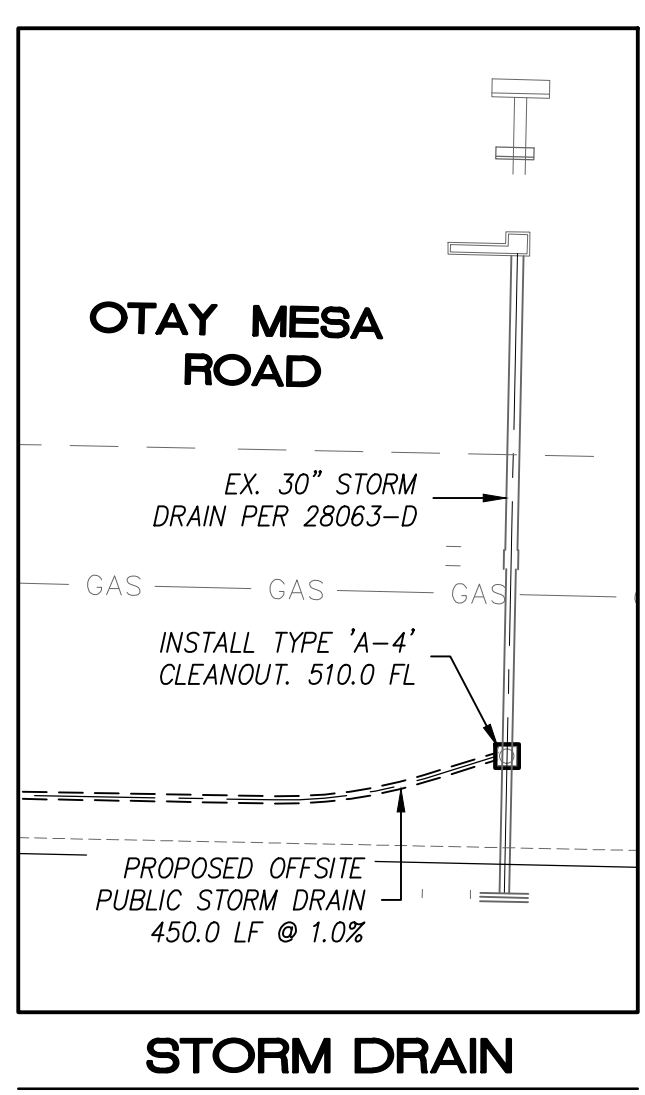 OTAY MESA
ROAD
EX. 30” STORM
DRAIN PER 28063-D
GAS GAS GAS
INSTALL TYPE 'A-4'
CLEANOUT. 510.0 FL
PROPOSED OFFSITE
PUBLIC STORM DRAIN
450.0 LF @ 1.0%
STORM DRAIN